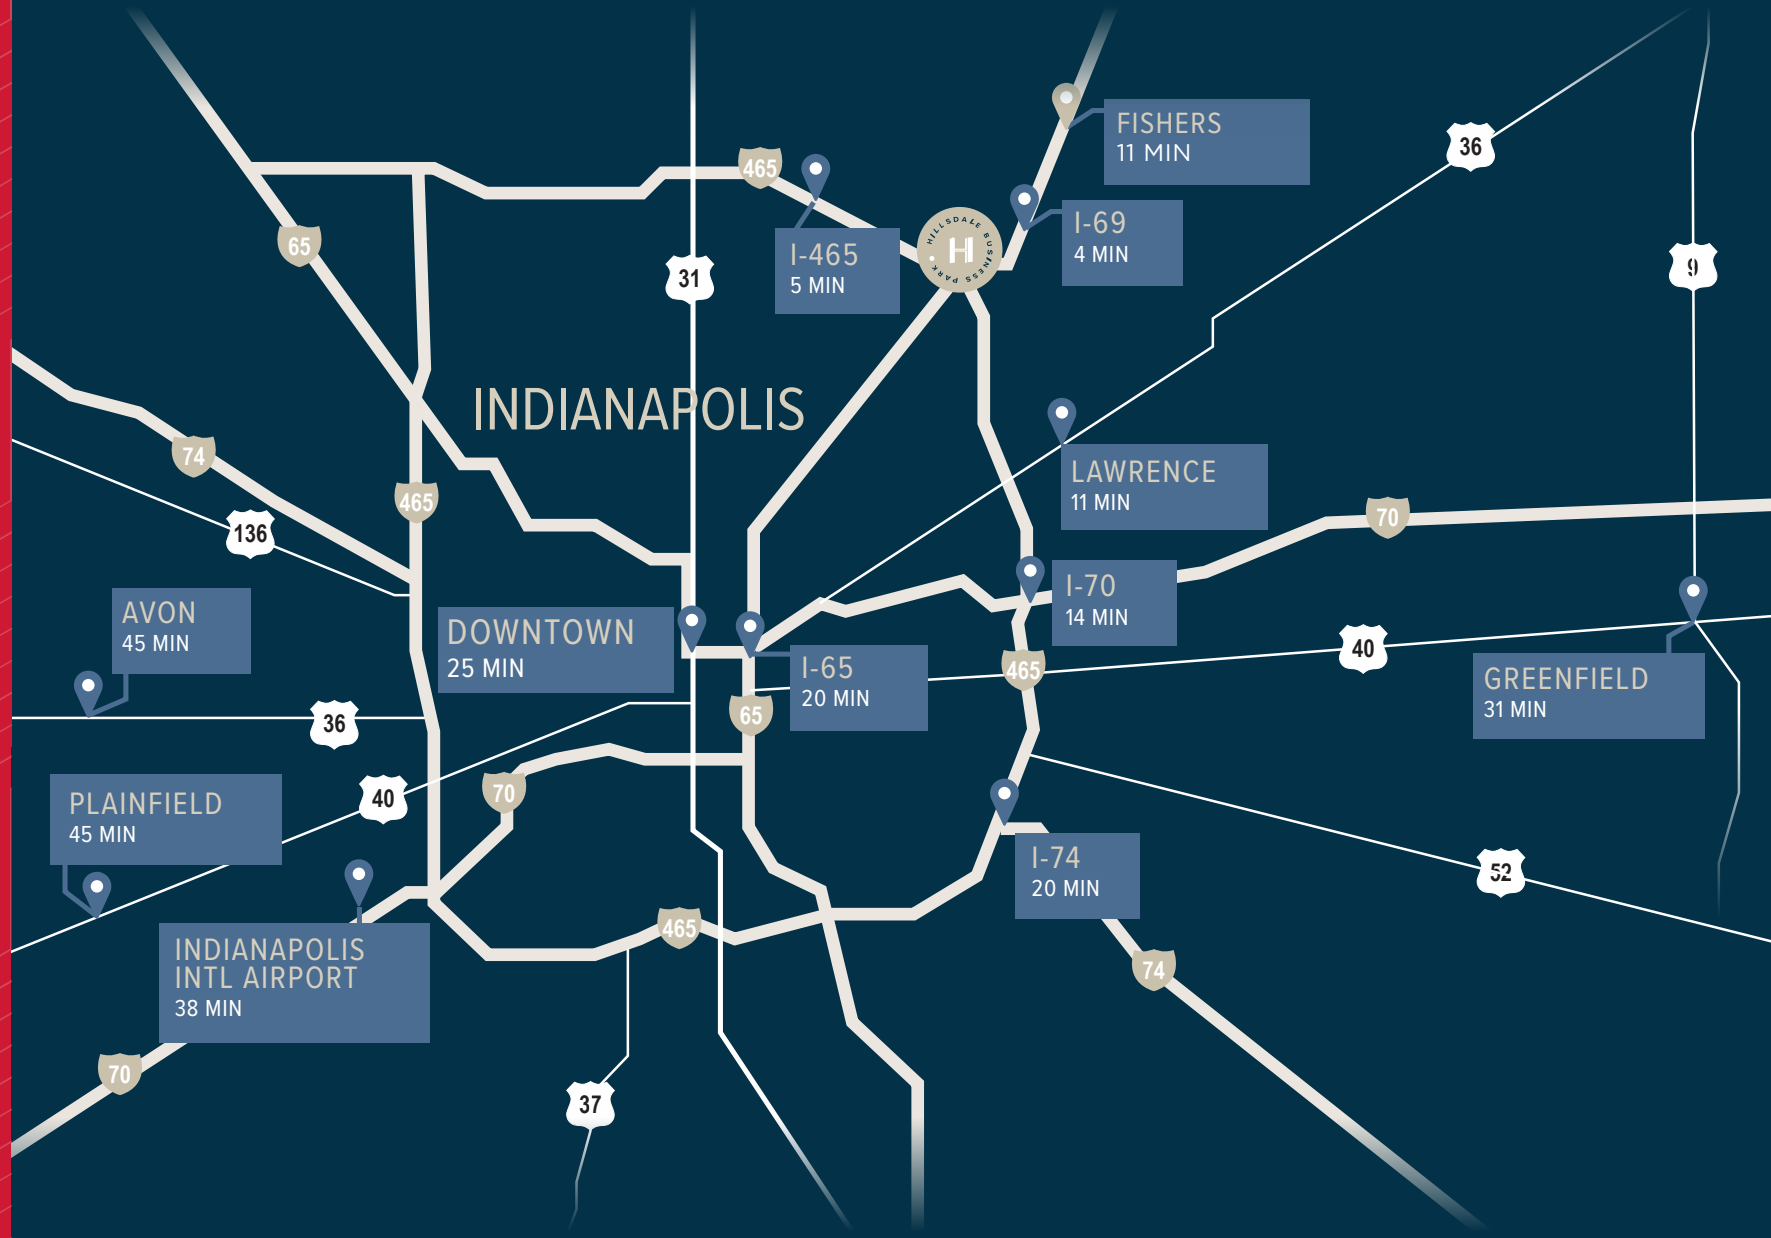 FISHERS
11 MIN
36
465
I-465
5 MIN
HILLSDALE BUSINESS PARK
H
I-69
4 MIN
65
31
9
INDIANAPOLIS
74
465
136
LAWRENCE
11 MIN
70
AVON
45 MIN
DOWNTOWN
25 MIN
I-70
14 MIN
I-65
20 MIN
465
40
GREENFIELD
31 MIN
36
65
PLAINFIELD
45 MIN
40
70
I-74
20 MIN
52
INDIANAPOLIS
INTL AIRPORT
38 MIN
465
74
70
37